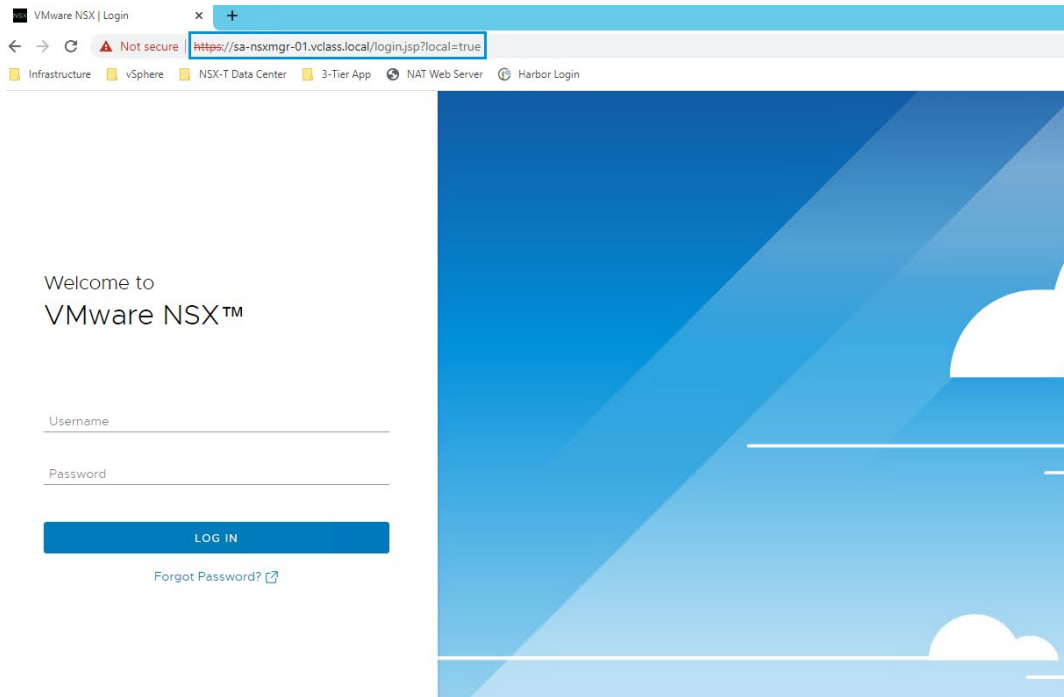 NSX VMware NSX | Login
Not secure https://sa-nsxmgr-01.vclass.local/login.jsp?local=true
Infrastructure vSphere NSX-T Data Center 3-Tier App NAT Web Server Harbor Login
Welcome to
VMware NSX™
Username
Password
LOG IN
Forgot Password?